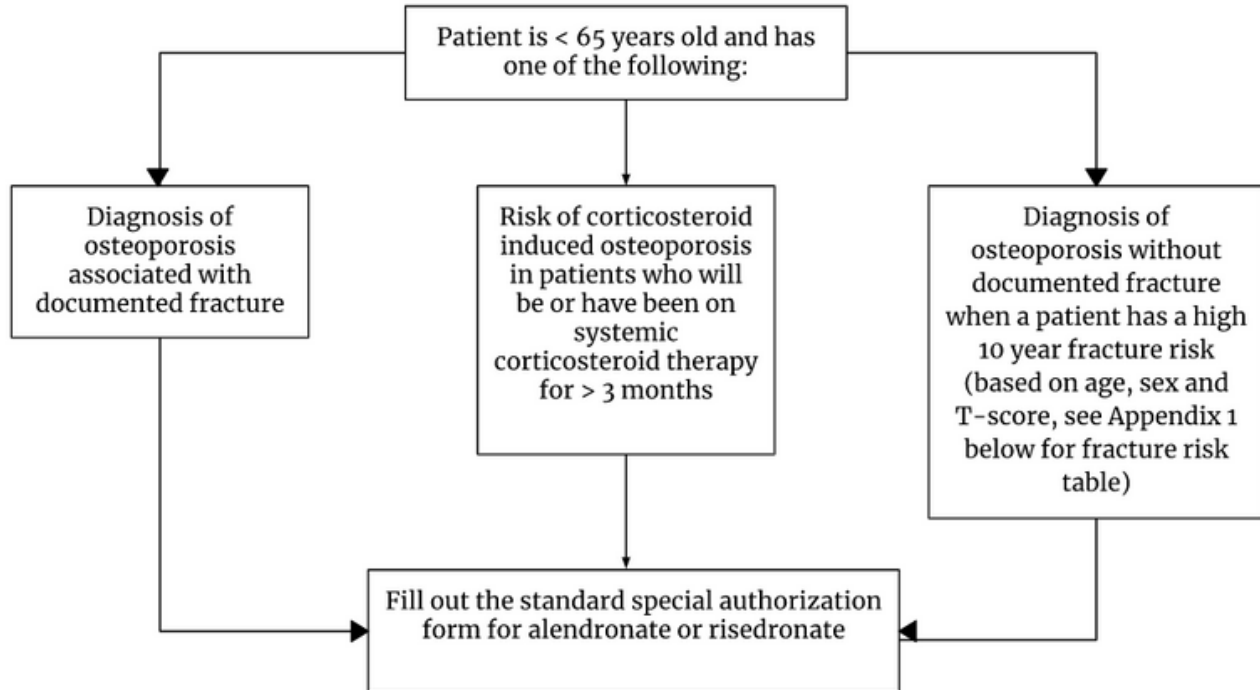 Patient is < 65 years old and has
one of the following:
Diagnosis of
osteoporosis
associated with
documented fracture
Risk of corticosteroid
induced osteoporosis
in patients who will
be or have been on
systemic
corticosteroid therapy
for > 3 months
Diagnosis of
osteoporosis without
documented fracture
when a patient has a high
10 year fracture risk
(based on age, sex and
T-score, see Appendix 1
below for fracture risk
table)
Fill out the standard special authorization
form for alendronate or risedronate